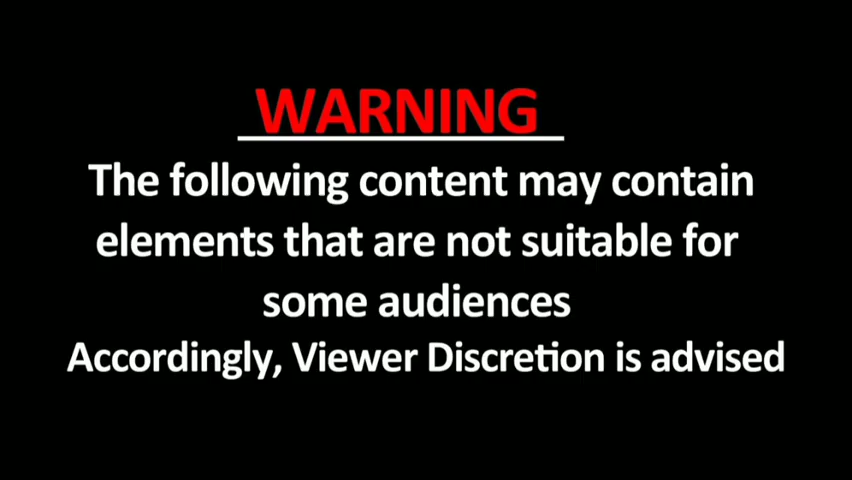 WARNING
The following content may contain
elements that are not suitable for
some audiences
Accordingly, Viewer Discretion is advised